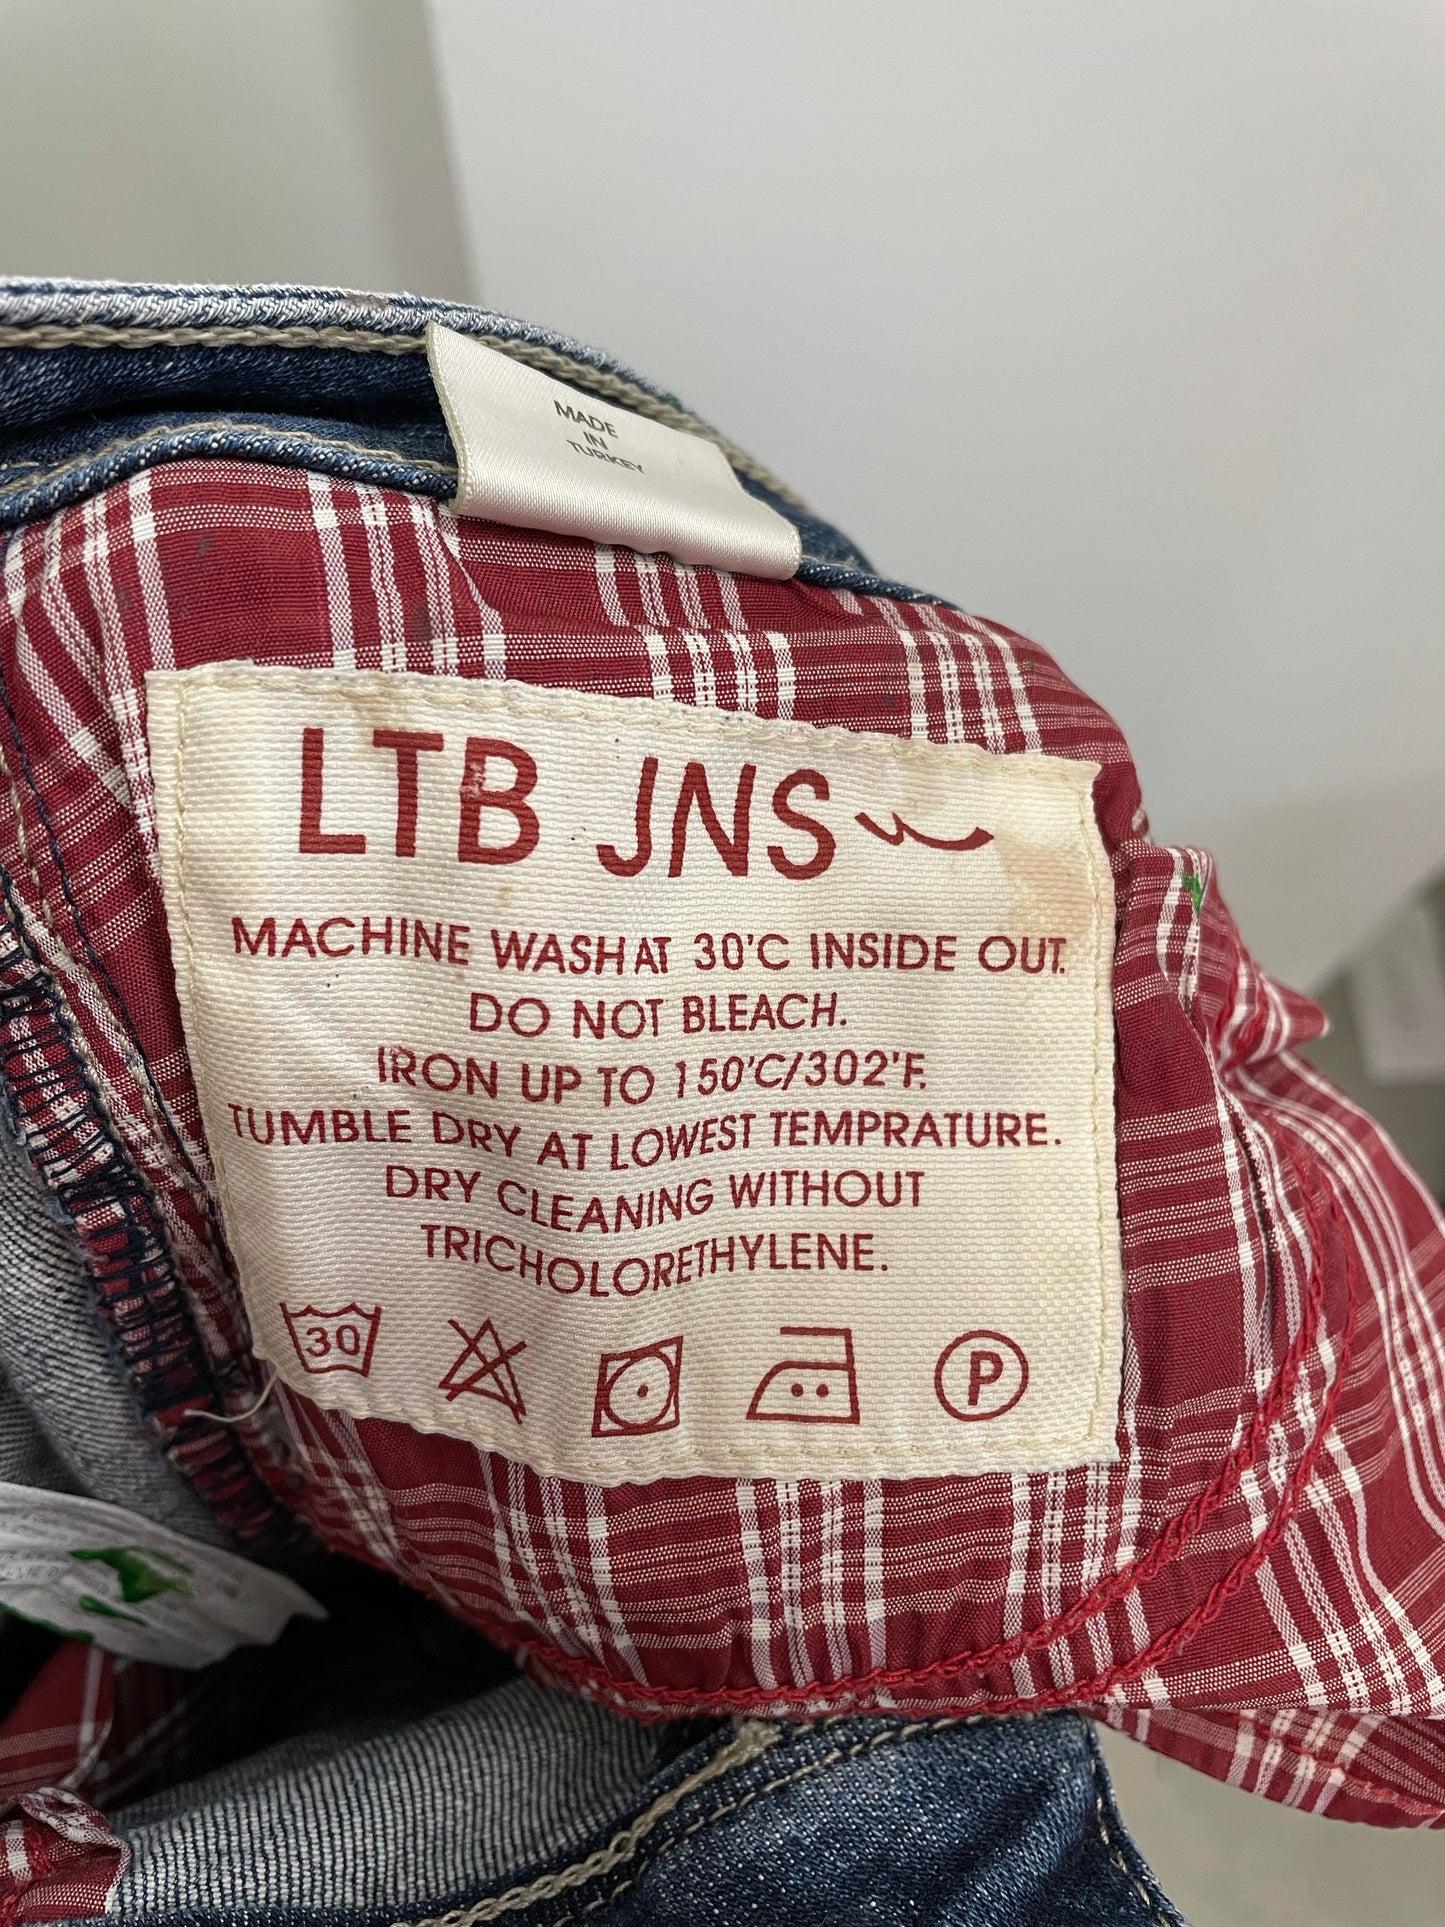 MADE
IN
TURKEY
LTB JNS
MACHINE WASH AT 30'C INSIDE OUT.
DO NOT BLEACH.
IRON UP TO 150'C/302'F.
TUMBLE DRY AT LOWEST TEMPRATURE.
DRY CLEANING WITHOUT
TRICHOLORETHYLENE.
30 P